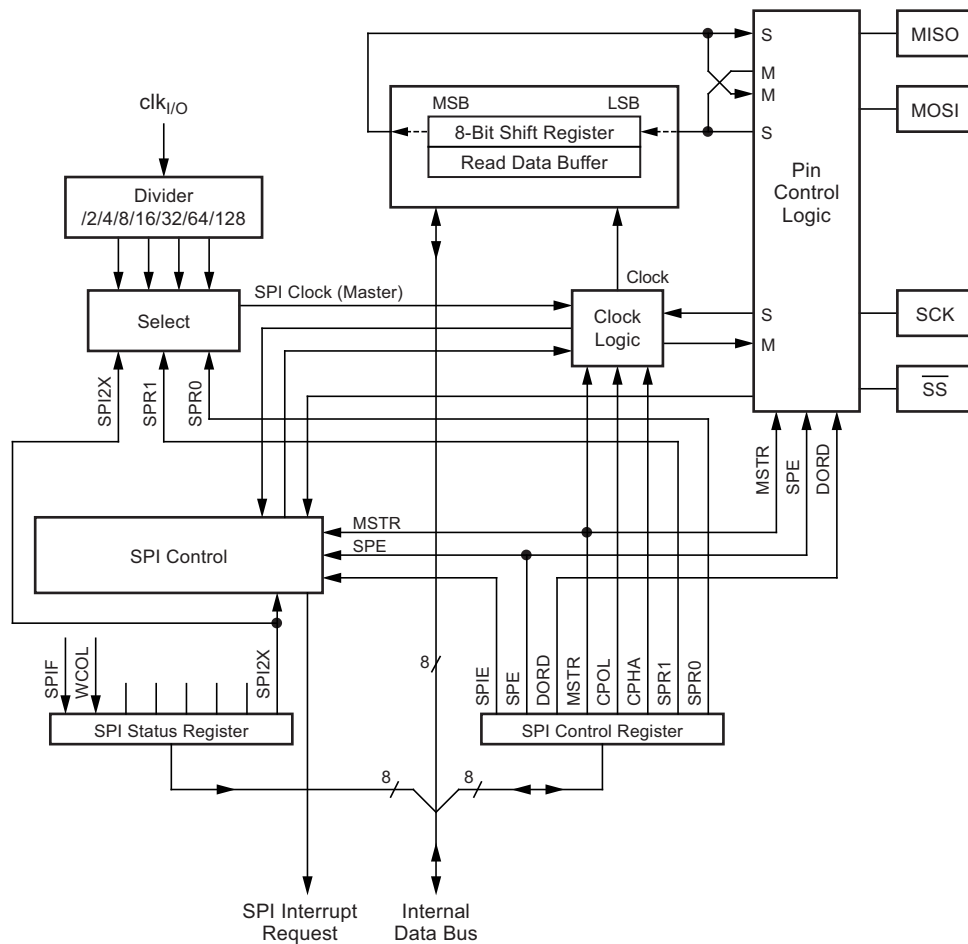 MISO
MOSI
SCK
SS
S
M
M
S
Pin
Control
Logic
S
M
MSTR
SPE
DORD
MSB
LSB
8-Bit Shift Register
Read Data Buffer
clkI/O
Divider
/2/4/8/16/32/64/128
Select
SPI Clock (Master)
Clock
Clock
Logic
SPI2X
SPR1
SPR0
SPI Control
MSTR
SPE
SPIF
WCOL
SPI2X
SPI Status Register
8
SPIE
SPE
DORD
MSTR
CPOL
CPHA
SPR1
SPR0
SPI Control Register
8
8
SPI Interrupt
Request
Internal
Data Bus